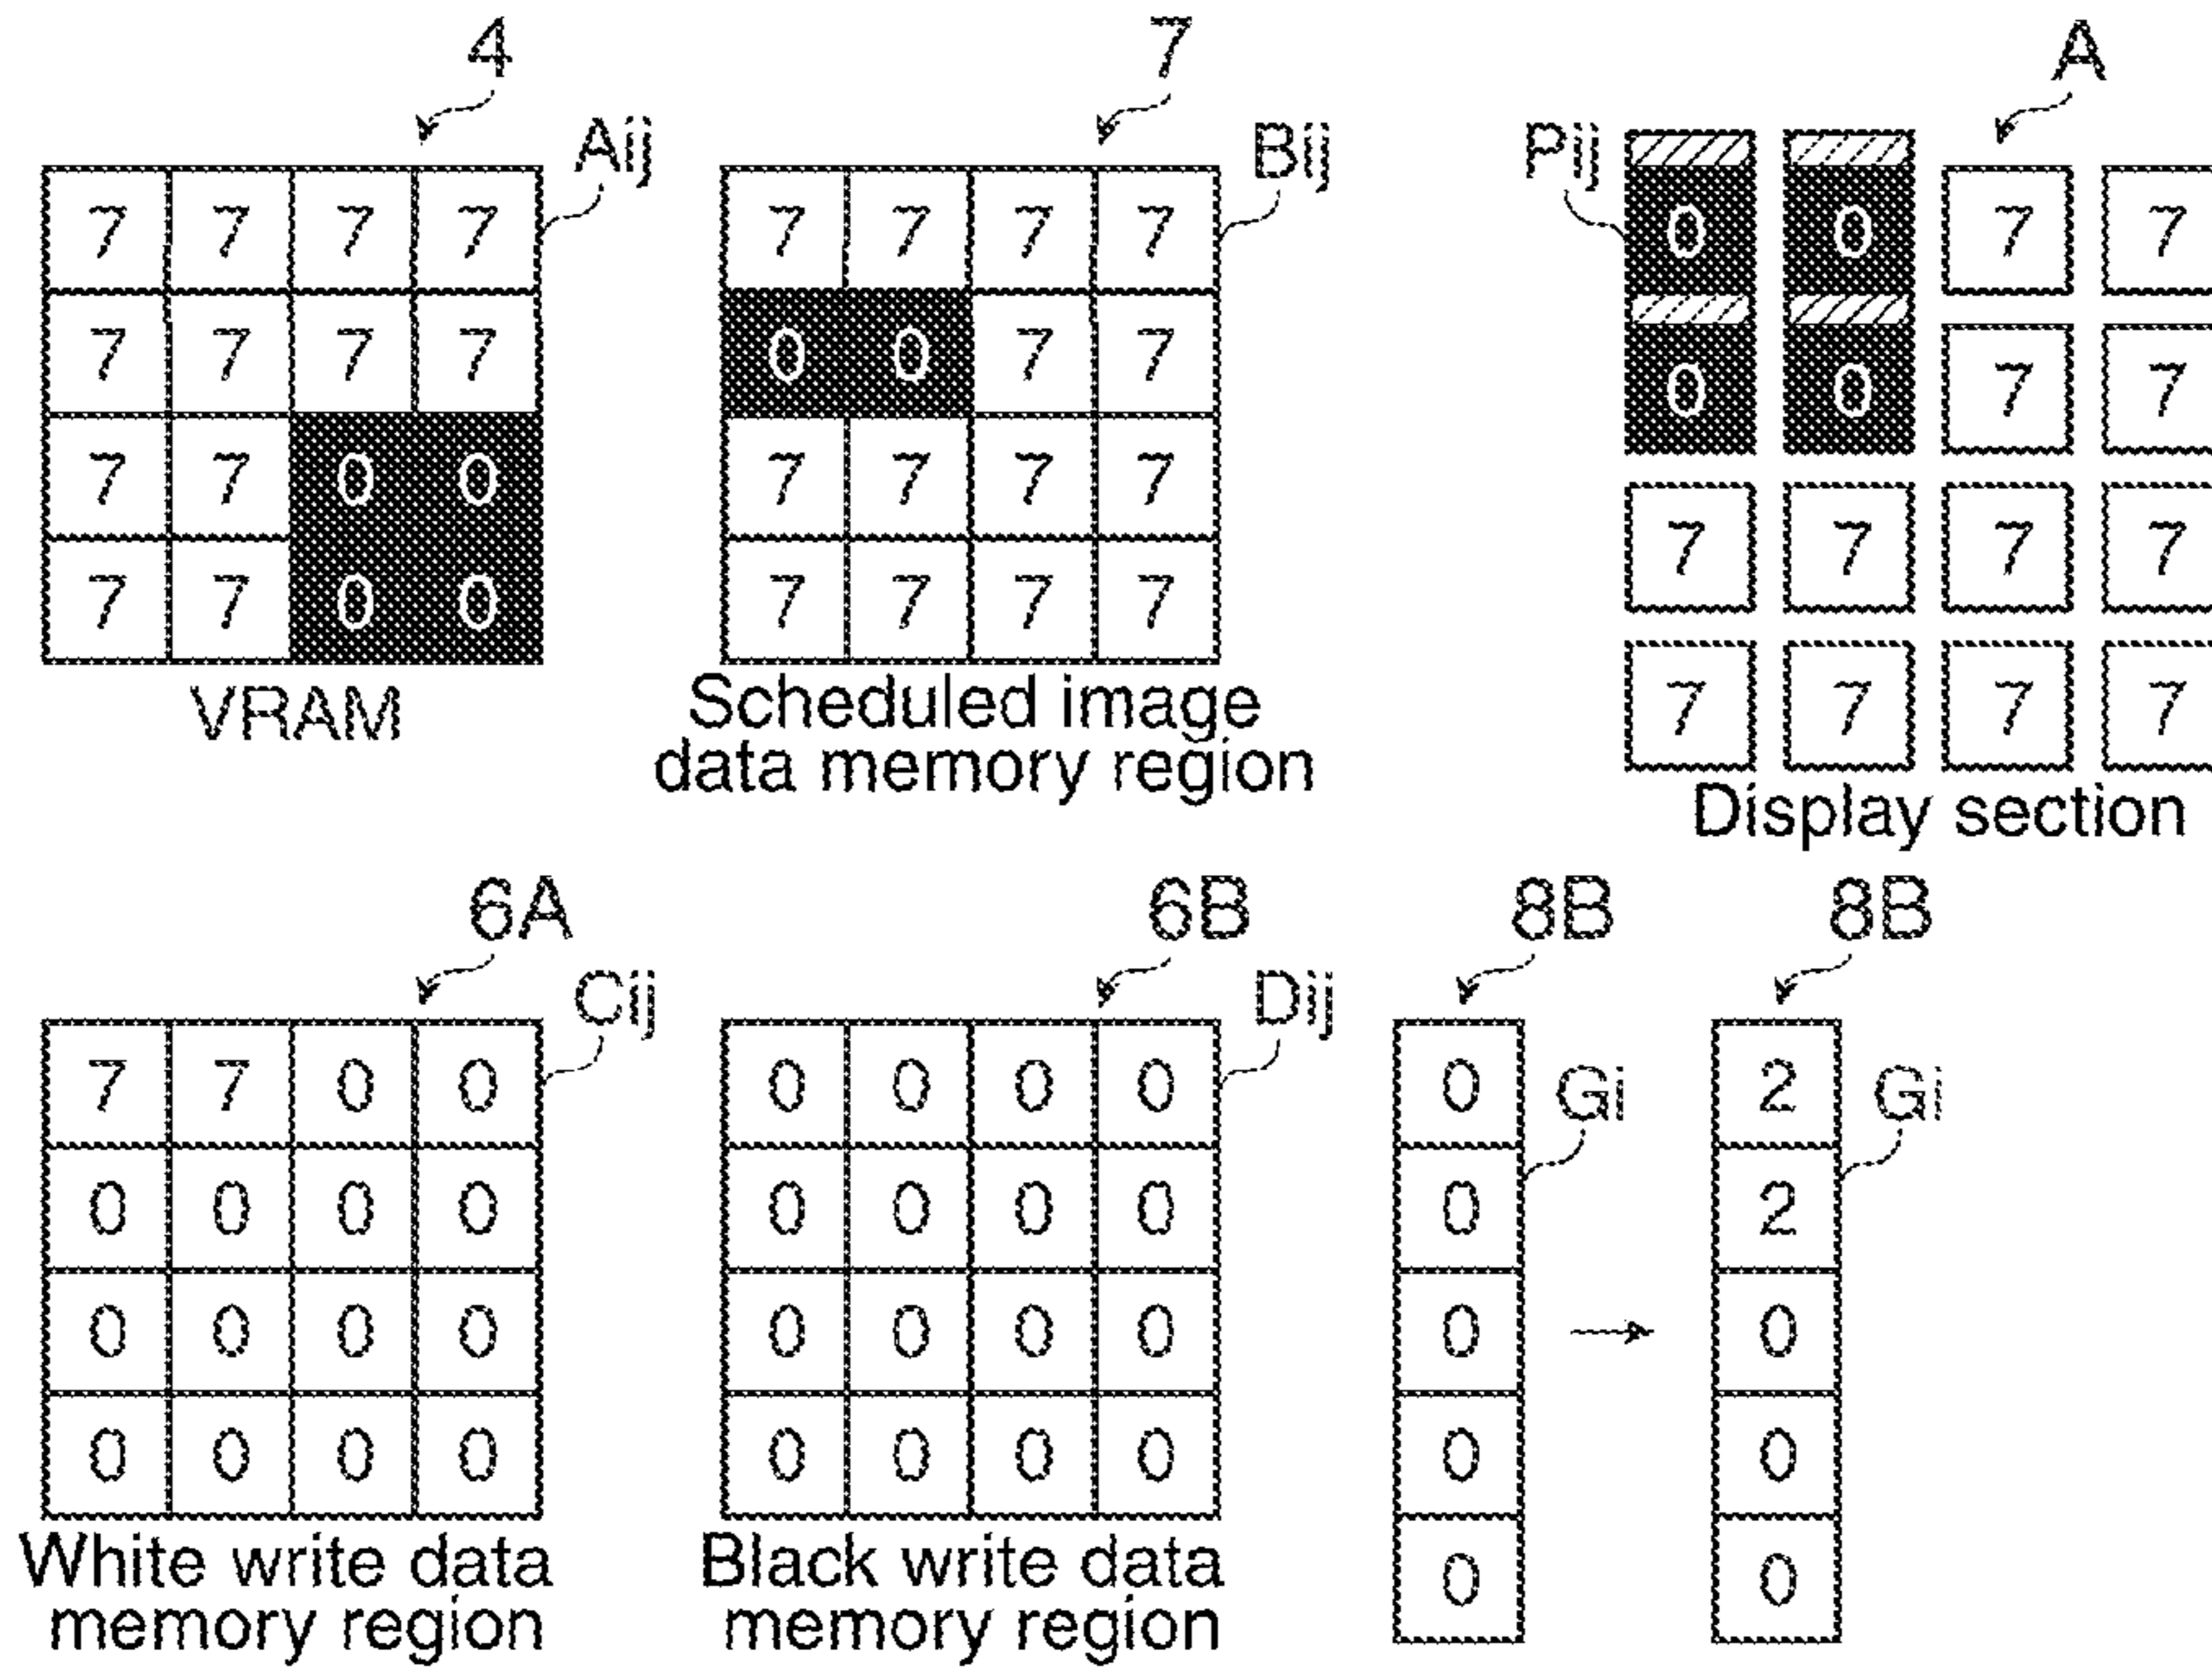 4
7
A
Aij
Bij
Pij
7 7 7 7
7 7 7 7
0 0 7 7
7 7 7 7
0 0 7 7
0 0 7 7
7 7 0 0
7 7 7 7
7 7 7 7
7 7 0 0
7 7 7 7
7 7 7 7
VRAM
Scheduled image
data memory region
Display section
6A
6B
8B
8B
Cij
Dij
Gi
Gi
7 7 0 0
0 0 0 0
0
2
0 0 0 0
0 0 0 0
0
2
0 0 0 0
0 0 0 0
0
0
0 0 0 0
0 0 0 0
0
0
0
0
White write data
memory region
Black write data
memory region